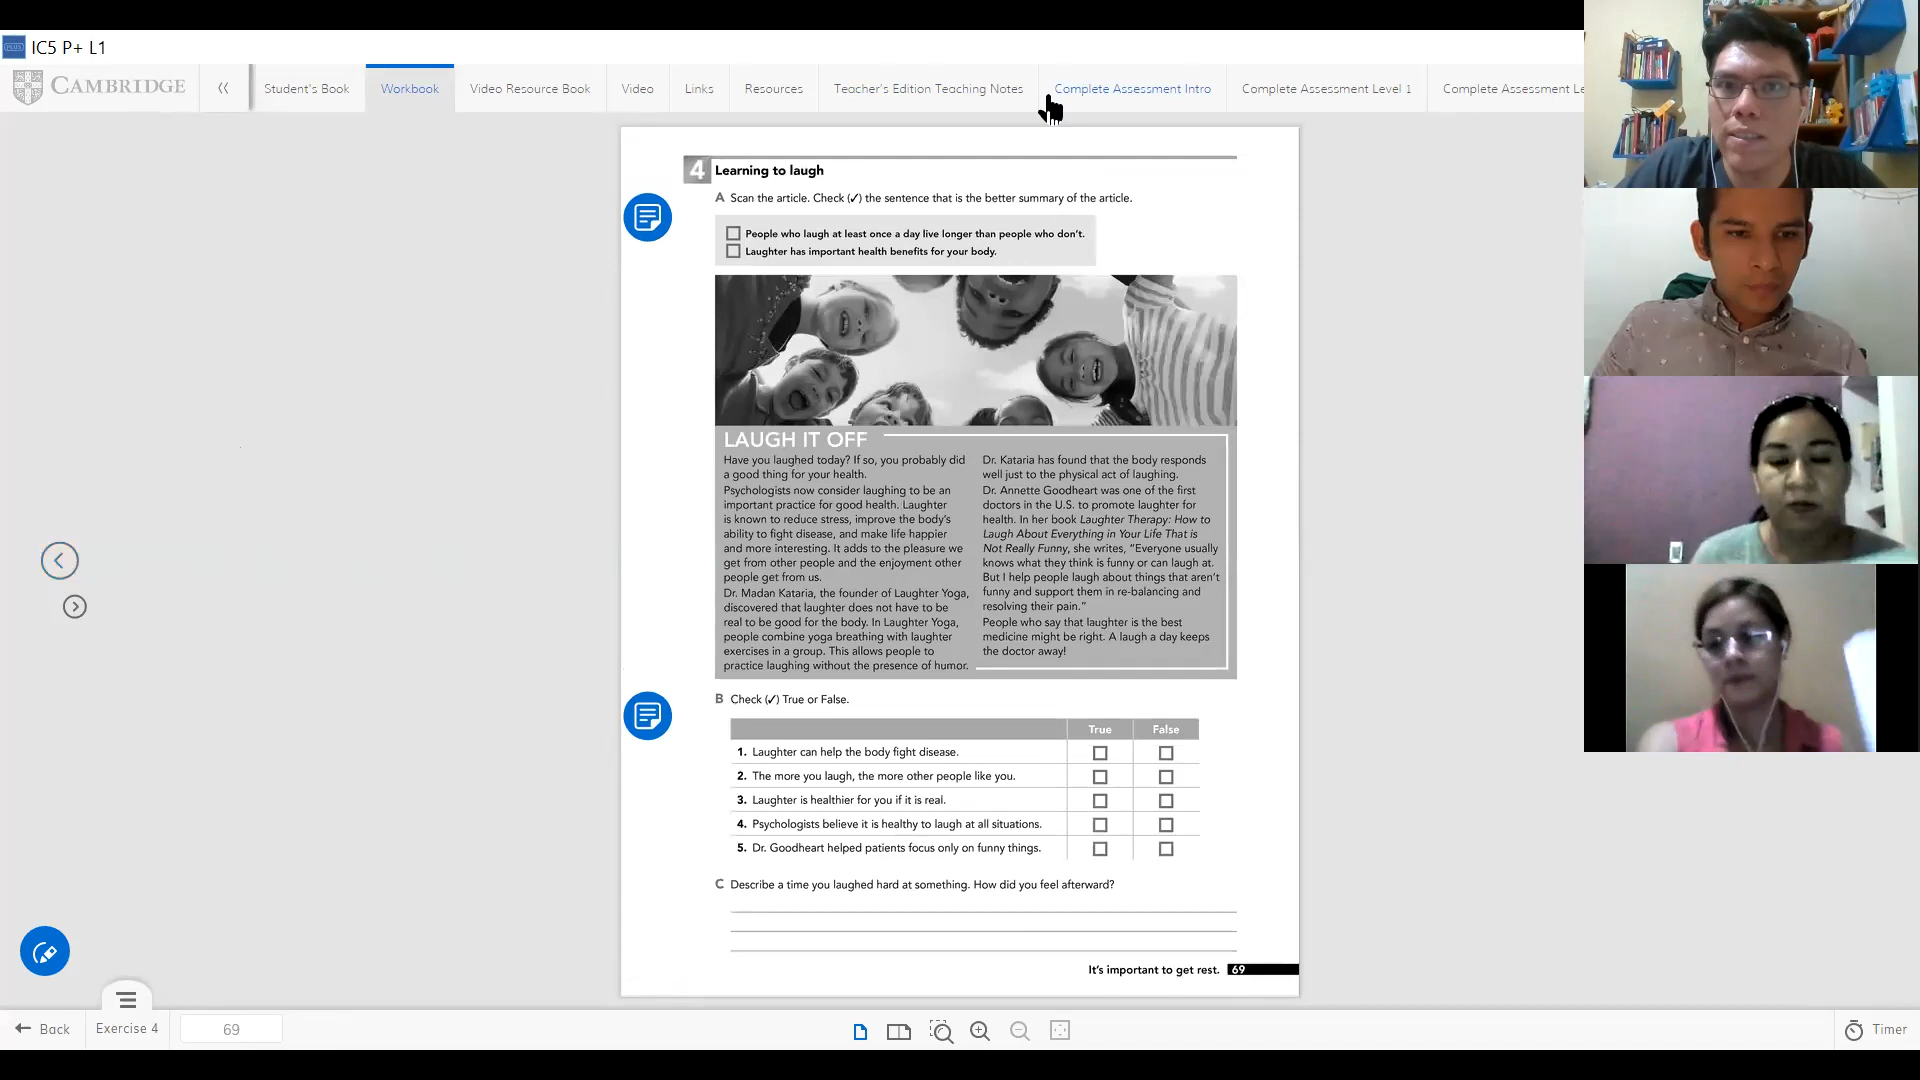 IC5 P+ L1
CAMBRIDGE
Student's Book
Workbook
Video Resource Book
Video
Links
Resources
Teacher's Edition Teaching Notes
Complete Assessment Intro
Complete Assessment Level 1
Complete Assessment Le
4 Learning to laugh
A Scan the article. Check (✓) the sentence that is the better summary of the article.
People who laugh at least once a day live longer than people who don't.
Laughter has important health benefits for your body.
LAUGH IT OFF
Have you laughed today? If so, you probably did
a good thing for your health.
Psychologists now consider laughing to be an
important practice for good health. Laughter
is known to reduce stress, improve the body's
ability to fight disease, and make life happier
and more interesting. It adds to the pleasure we
get from other people and the enjoyment other
people get from us.
Dr. Madan Kataria, the founder of Laughter Yoga,
discovered that laughter does not have to be
real to be good for the body. In Laughter Yoga,
people combine yoga breathing with laughter
exercises in a group. This allows people to
practice laughing without the presence of humor.
Dr. Kataria has found that the body responds
well just to the physical act of laughing.
Dr. Annette Goodheart was one of the first
doctors in the U.S. to promote laughter for
health. In her book Laughter Therapy: How to
Laugh About Everything in Your Life That is
Not Really Funny, she writes, "Everyone usually
knows what they think is funny or can laugh at.
But I help people laugh about things that aren't
funny and support them in re-balancing and
resolving their pain."
People who say that laughter is the best
medicine might be right. A laugh a day keeps
the doctor away!
B Check (✓) True or False.
True False
1. Laughter can help the body fight disease.
2. The more you laugh, the more other people like you.
3. Laughter is healthier for you if it is real.
4. Psychologists believe it is healthy to laugh at all situations.
5. Dr. Goodheart helped patients focus only on funny things.
C Describe a time you laughed hard at something. How did you feel afterward?
It's important to get rest. 69
Back
Exercise 4
69
Timer